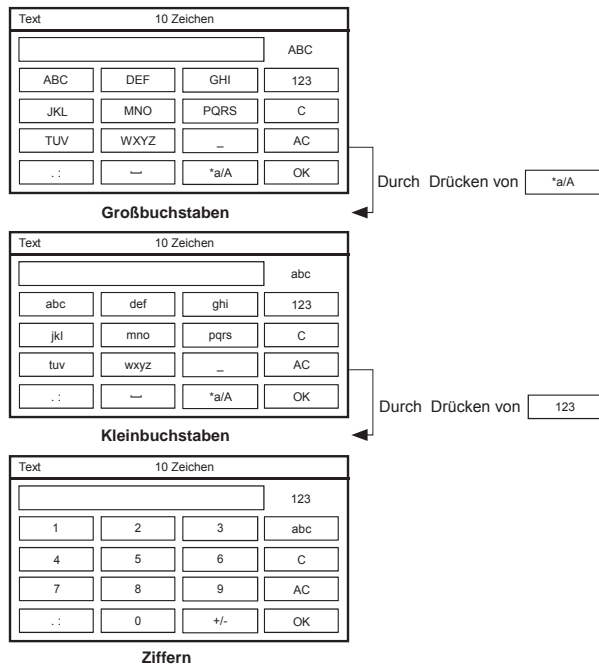 Text 10 Zeichen
ABC
ABC DEF GHI 123
JKL MNO PQRS C
TUV WXYZ _ AC
. : ⎵ *a/A OK
Durch Drücken von *a/A
Großbuchstaben
Text 10 Zeichen
abc
abc def ghi 123
jkl mno pqrs C
tuv wxyz _ AC
. : ⎵ *a/A OK
Durch Drücken von 123
Kleinbuchstaben
Text 10 Zeichen
123
1 2 3 abc
4 5 6 C
7 8 9 AC
. : 0 +/- OK
Ziffern